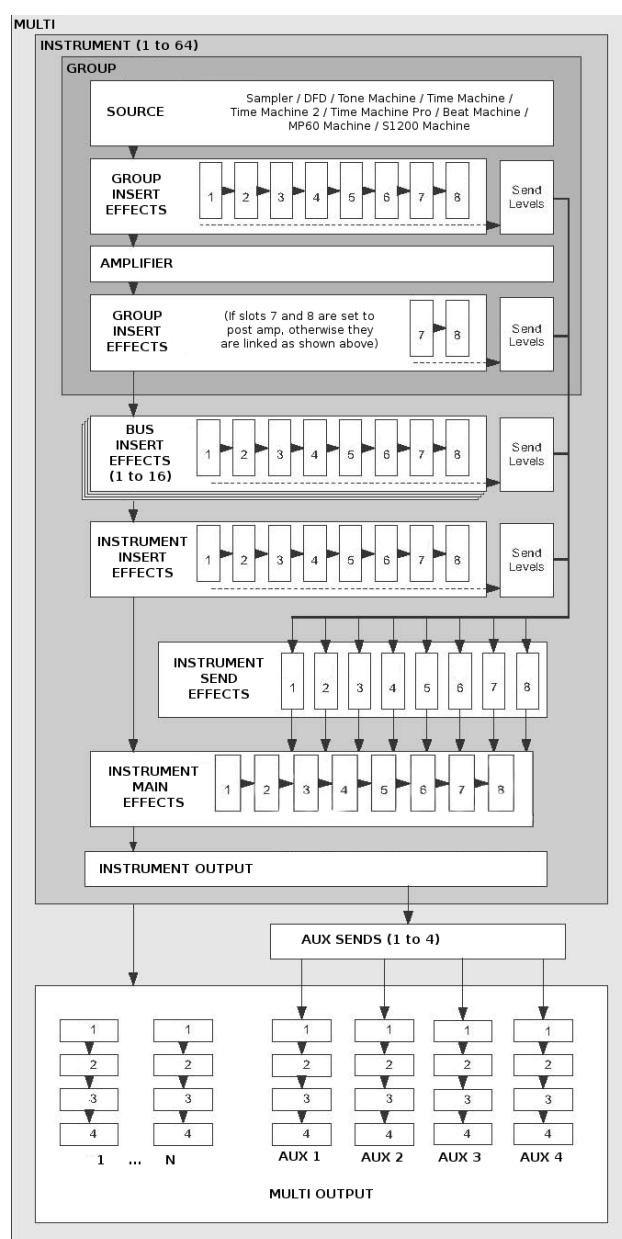 MULTI
INSTRUMENT (1 to 64)
GROUP
SOURCE
Sampler / DFD / Tone Machine / Time Machine /
Time Machine 2 / Time Machine Pro / Beat Machine /
MP60 Machine / S1200 Machine
GROUP
INSERT
EFFECTS
1 2 3 4 5 6 7 8
Send
Levels
AMPLIFIER
GROUP
INSERT
EFFECTS
(If slots 7 and 8 are set to
post amp, otherwise they
are linked as shown above)
7 8
Send
Levels
BUS
INSERT
EFFECTS
(1 to 16)
1 2 3 4 5 6 7 8
Send
Levels
INSTRUMENT
INSERT
EFFECTS
1 2 3 4 5 6 7 8
Send
Levels
INSTRUMENT
SEND
EFFECTS
1 2 3 4 5 6 7 8
INSTRUMENT
MAIN
EFFECTS
1 2 3 4 5 6 7 8
INSTRUMENT OUTPUT
AUX SENDS (1 to 4)
1 1 1 1 1 1
2 2 2 2 2 2
3 3 3 3 3 3
4 4 4 4 4 4
1 ... N AUX 1 AUX 2 AUX 3 AUX 4
MULTI OUTPUT